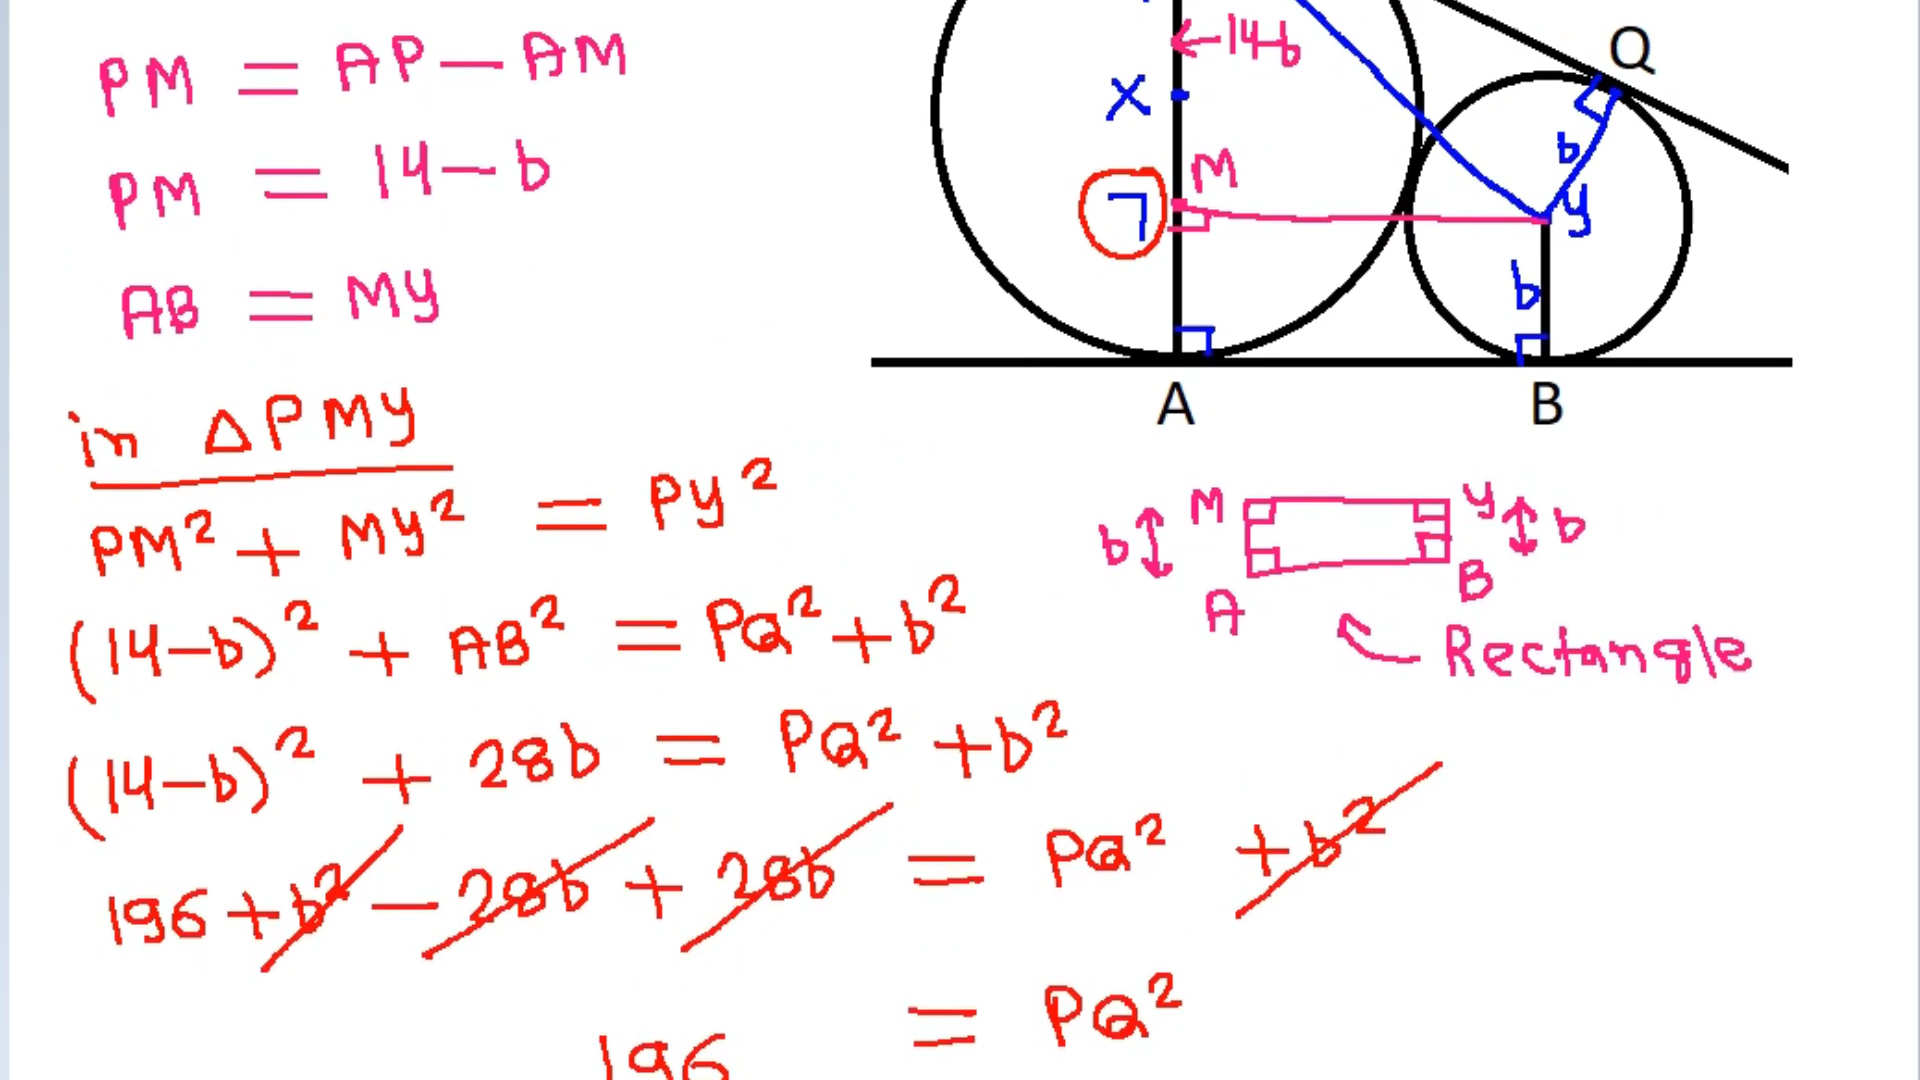 PM = AP - AM
PM = 14 - b
AB = My
in Δ PMy
PM² + My² = Py²
(14-b)² + AB² = PQ² + b²
(14-b)² + 28b = PQ² + b²
196 + b² - 28b + 28b = PQ² + b²
196 = PQ²
←14-b
X
M
7
Q
b
y
b
A
B
M
y
b
b
A
B
Rectangle